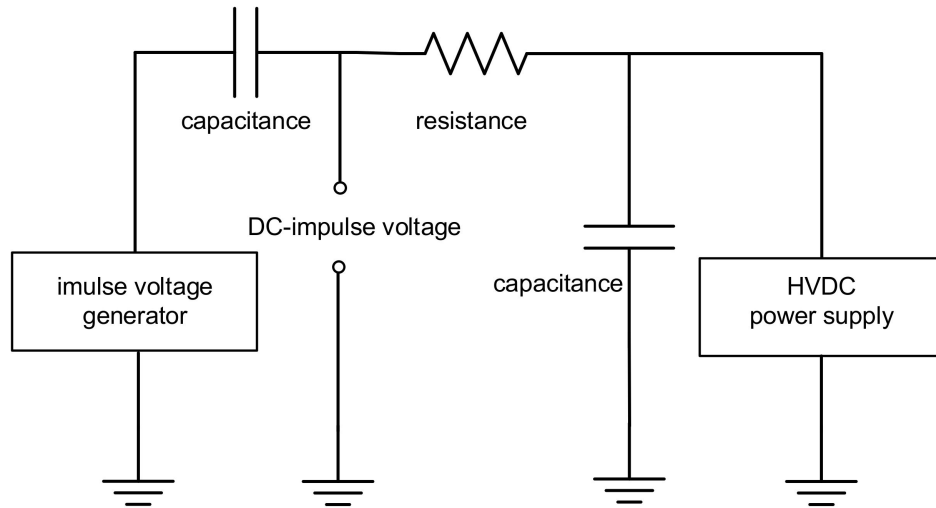 capacitance
resistance
DC-impulse voltage
imulse voltage
generator
capacitance
HVDC
power supply